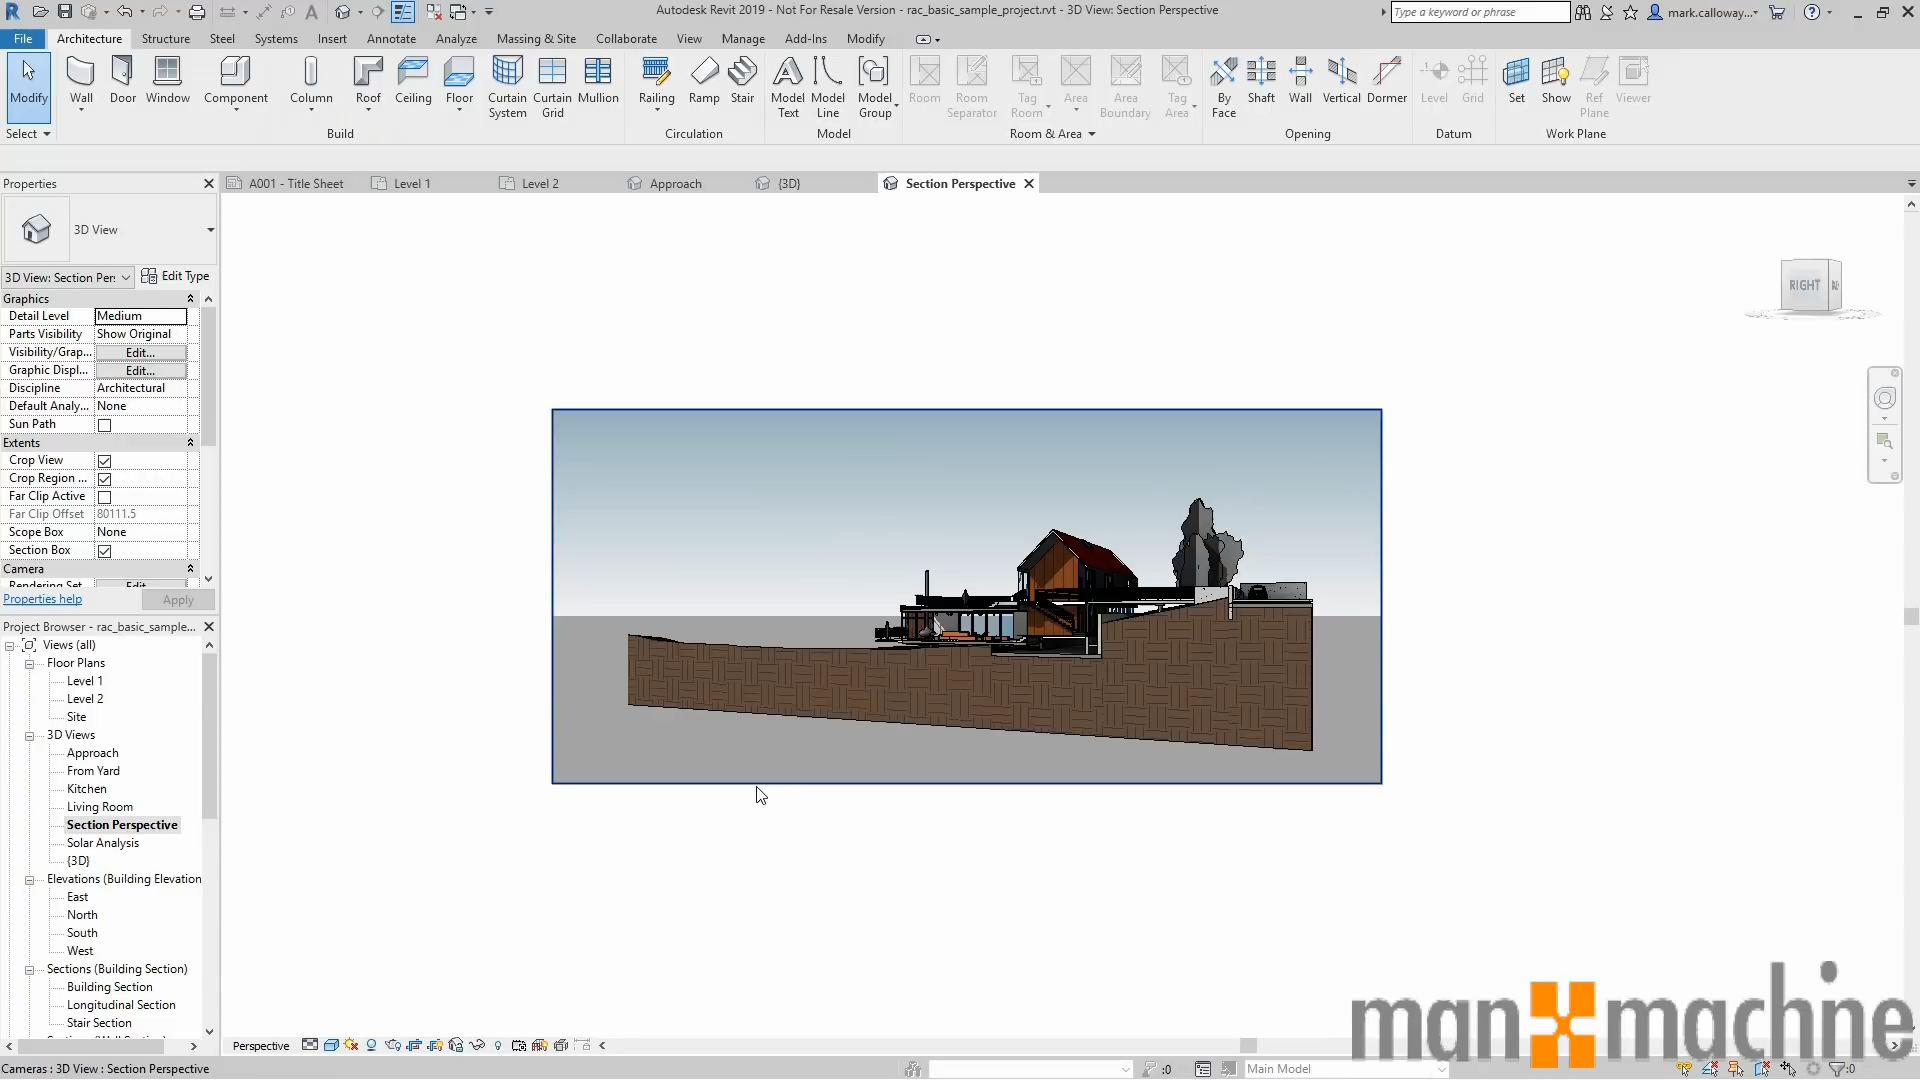 Autodesk Revit 2019 - Not For Resale Version - rac_basic_sample_project.rvt - 3D View: Section Perspective
Type a keyword or phrase
mark.calloway...
File Architecture Structure Steel Systems Insert Annotate Analyze Massing & Site Collaborate View Manage Add-Ins Modify
Modify Wall Door Window Component Column Roof Ceiling Floor Curtain System Curtain Grid Mullion Railing Ramp Stair Model Text Model Line Model Group Room Room Separator Tag Room Area Area Boundary Tag Area By Face Shaft Wall Vertical Dormer Level Grid Set Show Ref Plane Viewer
Select Build Circulation Model Room & Area Opening Datum Work Plane
Properties
A001 - Title Sheet Level 1 Level 2 Approach {3D} Section Perspective
3D View
3D View: Section Per:
Edit Type
Graphics
Detail Level Medium
Parts Visibility Show Original
Visibility/Grap... Edit...
Graphic Displ... Edit...
Discipline Architectural
Default Analy... None
Sun Path
Extents
Crop View
Crop Region ...
Far Clip Active
Far Clip Offset 80111.5
Scope Box None
Section Box
Camera
Rendering Set Edit
Properties help Apply
RIGHT
Project Browser - rac_basic_sample...
Views (all)
Floor Plans
Level 1
Level 2
Site
3D Views
Approach
From Yard
Kitchen
Living Room
Section Perspective
Solar Analysis
{3D}
Elevations (Building Elevation
East
North
South
West
Sections (Building Section)
Building Section
Longitudinal Section
Stair Section
Perspective
Cameras : 3D View : Section Perspective
:0
Main Model
:0
man machine